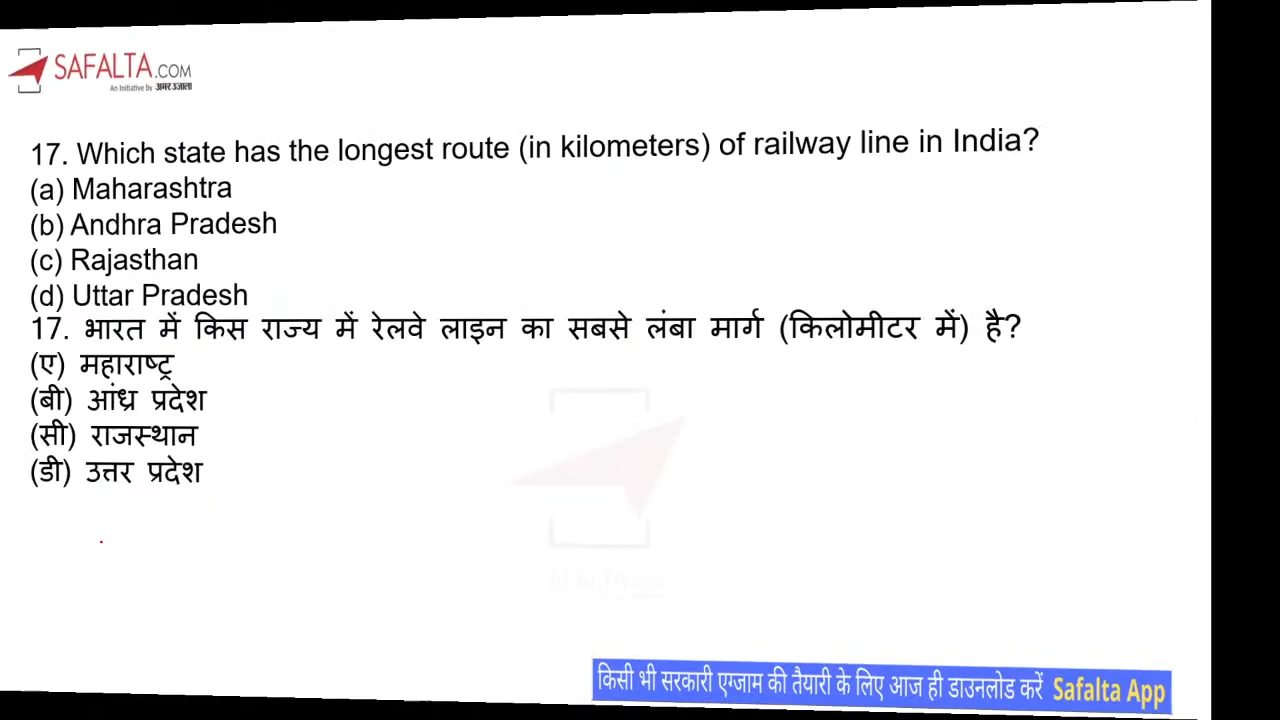 SAFALTA.COM
An Initiative by अमर उजाला
17. Which state has the longest route (in kilometers) of railway line in India?
(a) Maharashtra
(b) Andhra Pradesh
(c) Rajasthan
(d) Uttar Pradesh
17. भारत में किस राज्य में रेलवे लाइन का सबसे लंबा मार्ग (किलोमीटर में) है?
(ए) महाराष्ट्र
(बी) आंध्र प्रदेश
(सी) राजस्थान
(डी) उत्तर प्रदेश
किसी भी सरकारी एग्जाम की तैयारी के लिए आज ही डाउनलोड करें Safalta App